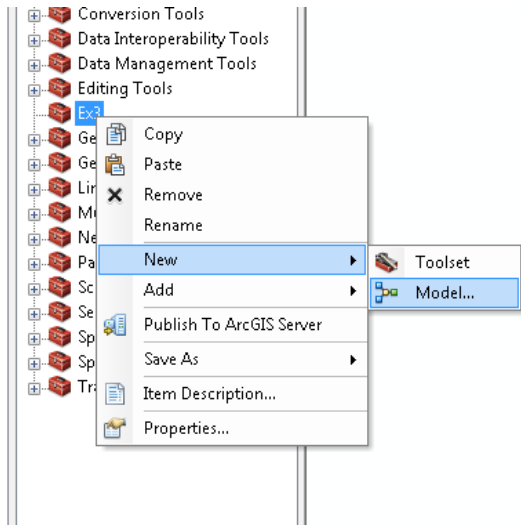 Conversion Tools
Data Interoperability Tools
Data Management Tools
Editing Tools
Ex3
Copy
Paste
Remove
Rename
New
Toolset
Add
Model...
Publish To ArcGIS Server
Save As
Item Description...
Properties...